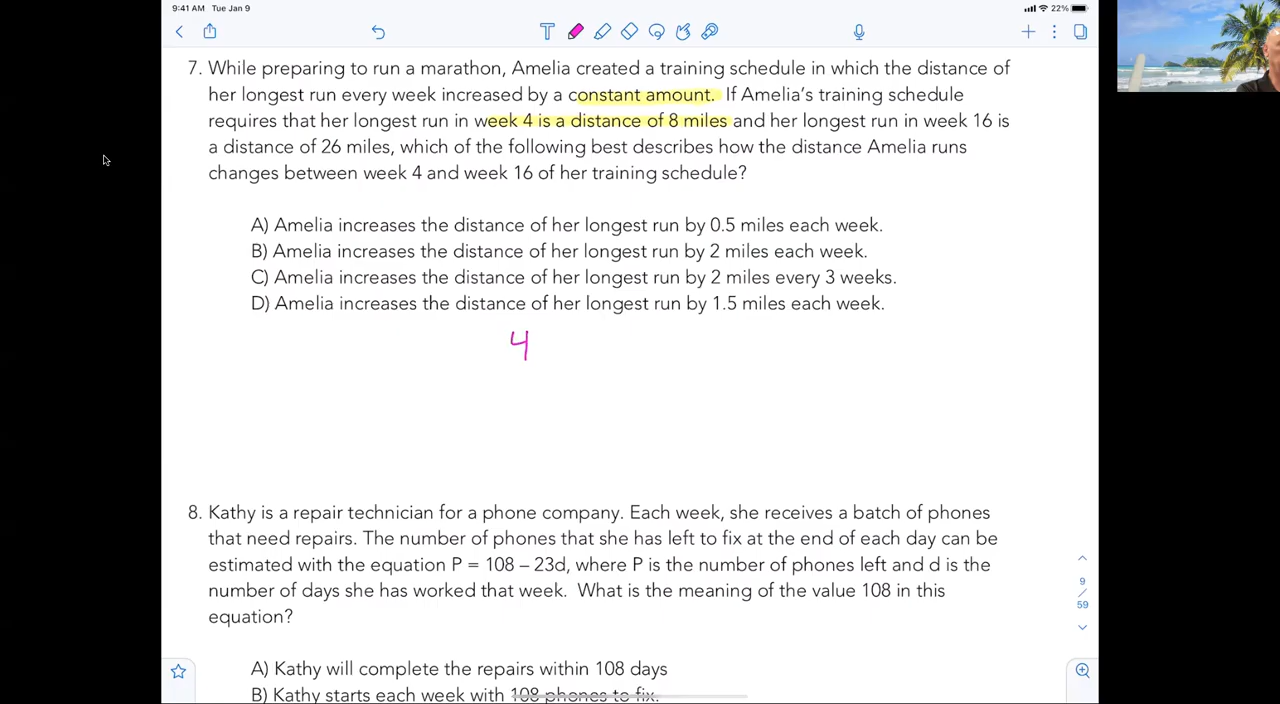 9:41 AM Tue Jan 9
22%
7. While preparing to run a marathon, Amelia created a training schedule in which the distance of
her longest run every week increased by a constant amount. If Amelia's training schedule
requires that her longest run in week 4 is a distance of 8 miles and her longest run in week 16 is
a distance of 26 miles, which of the following best describes how the distance Amelia runs
changes between week 4 and week 16 of her training schedule?
A) Amelia increases the distance of her longest run by 0.5 miles each week.
B) Amelia increases the distance of her longest run by 2 miles each week.
C) Amelia increases the distance of her longest run by 2 miles every 3 weeks.
D) Amelia increases the distance of her longest run by 1.5 miles each week.
4
8. Kathy is a repair technician for a phone company. Each week, she receives a batch of phones
that need repairs. The number of phones that she has left to fix at the end of each day can be
estimated with the equation P = 108 – 23d, where P is the number of phones left and d is the
number of days she has worked that week. What is the meaning of the value 108 in this
equation?
9
/
59
A) Kathy will complete the repairs within 108 days
B) Kathy starts each week with 108 phones to fix.